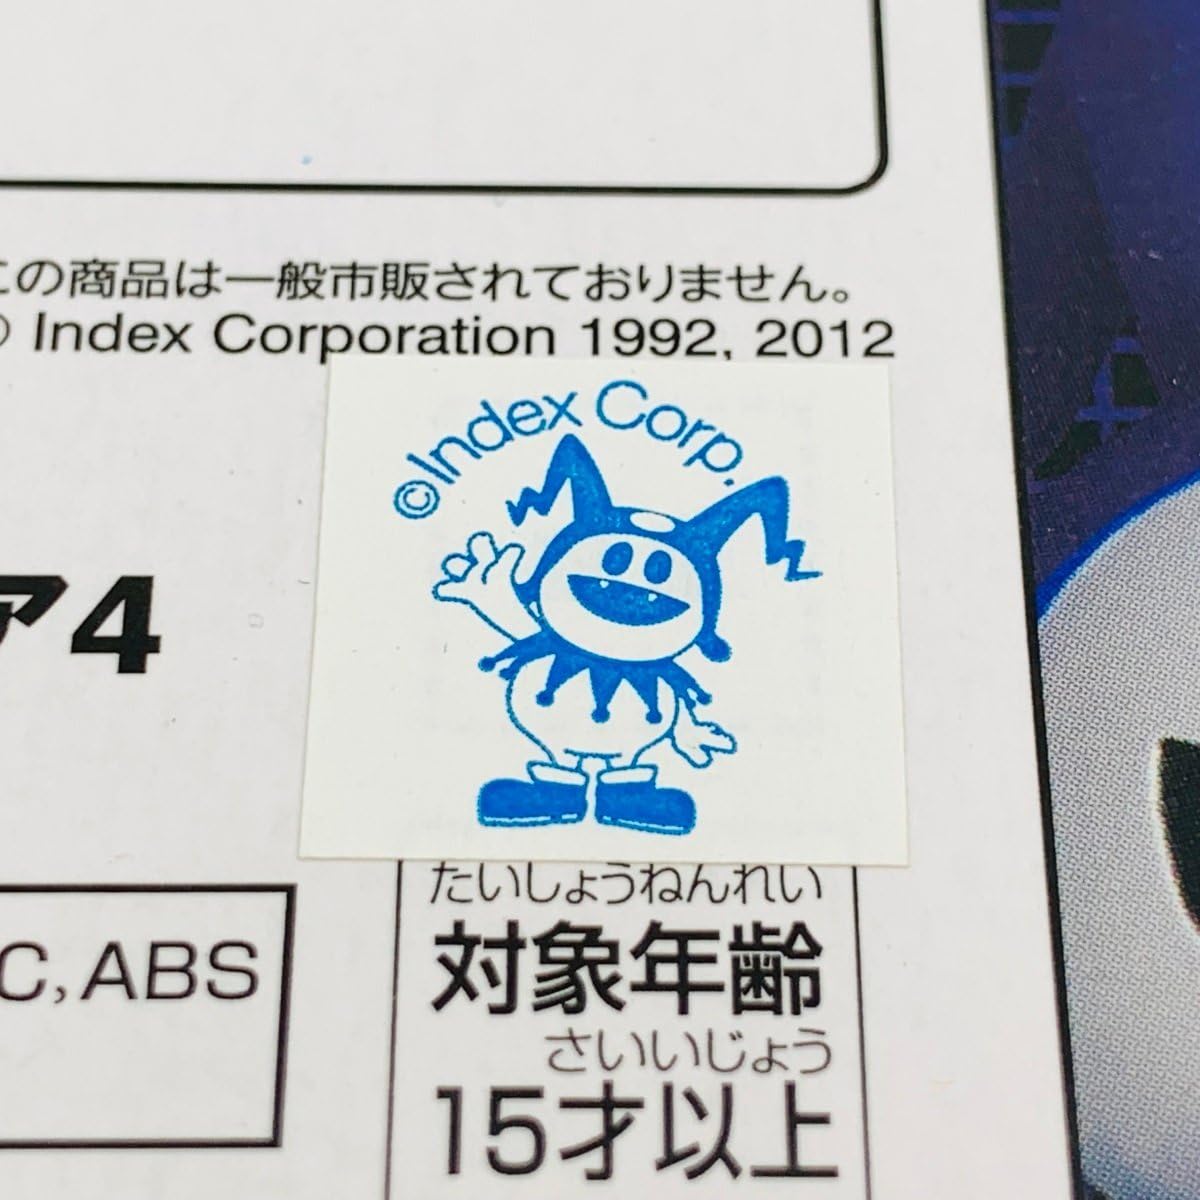 この商品は一般市販されておりません。
© Index Corporation 1992, 2012
©Index Corp.
ア4
C, ABS
たいしょうねんれい
対象年齢
さいいじょう
15才以上